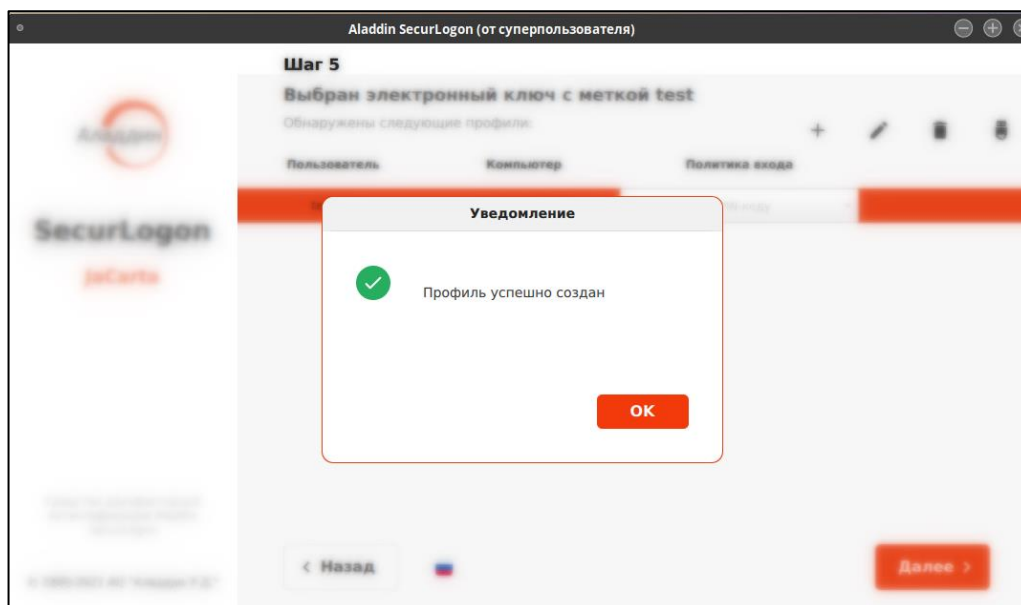 Aladdin SecurLogon (от суперпользователя)
Шаг 5
Выбран электронный ключ с меткой test
Обнаружены следующие профили:
Аладдин
Пользователь
Компьютер
Политика входа
SecurLogon
JaCarta
Уведомление
Профиль успешно создан
OK
Назад
Далее